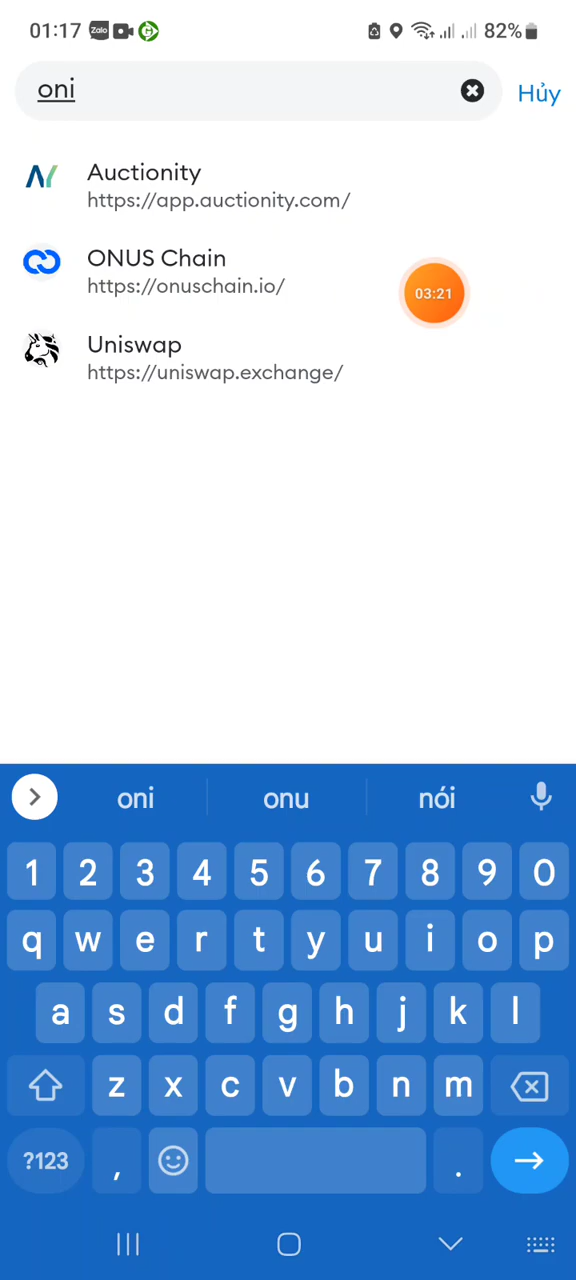 01:17 Zalo 82%
oni
Hủy
Auctionity
https://app.auctionity.com/
ONUS Chain
https://onuschain.io/
03:21
Uniswap
https://uniswap.exchange/
oni onu nói
1 2 3 4 5 6 7 8 9 0
q w e r t y u i o p
a s d f g h j k l
z x c v b n m
?123 , .